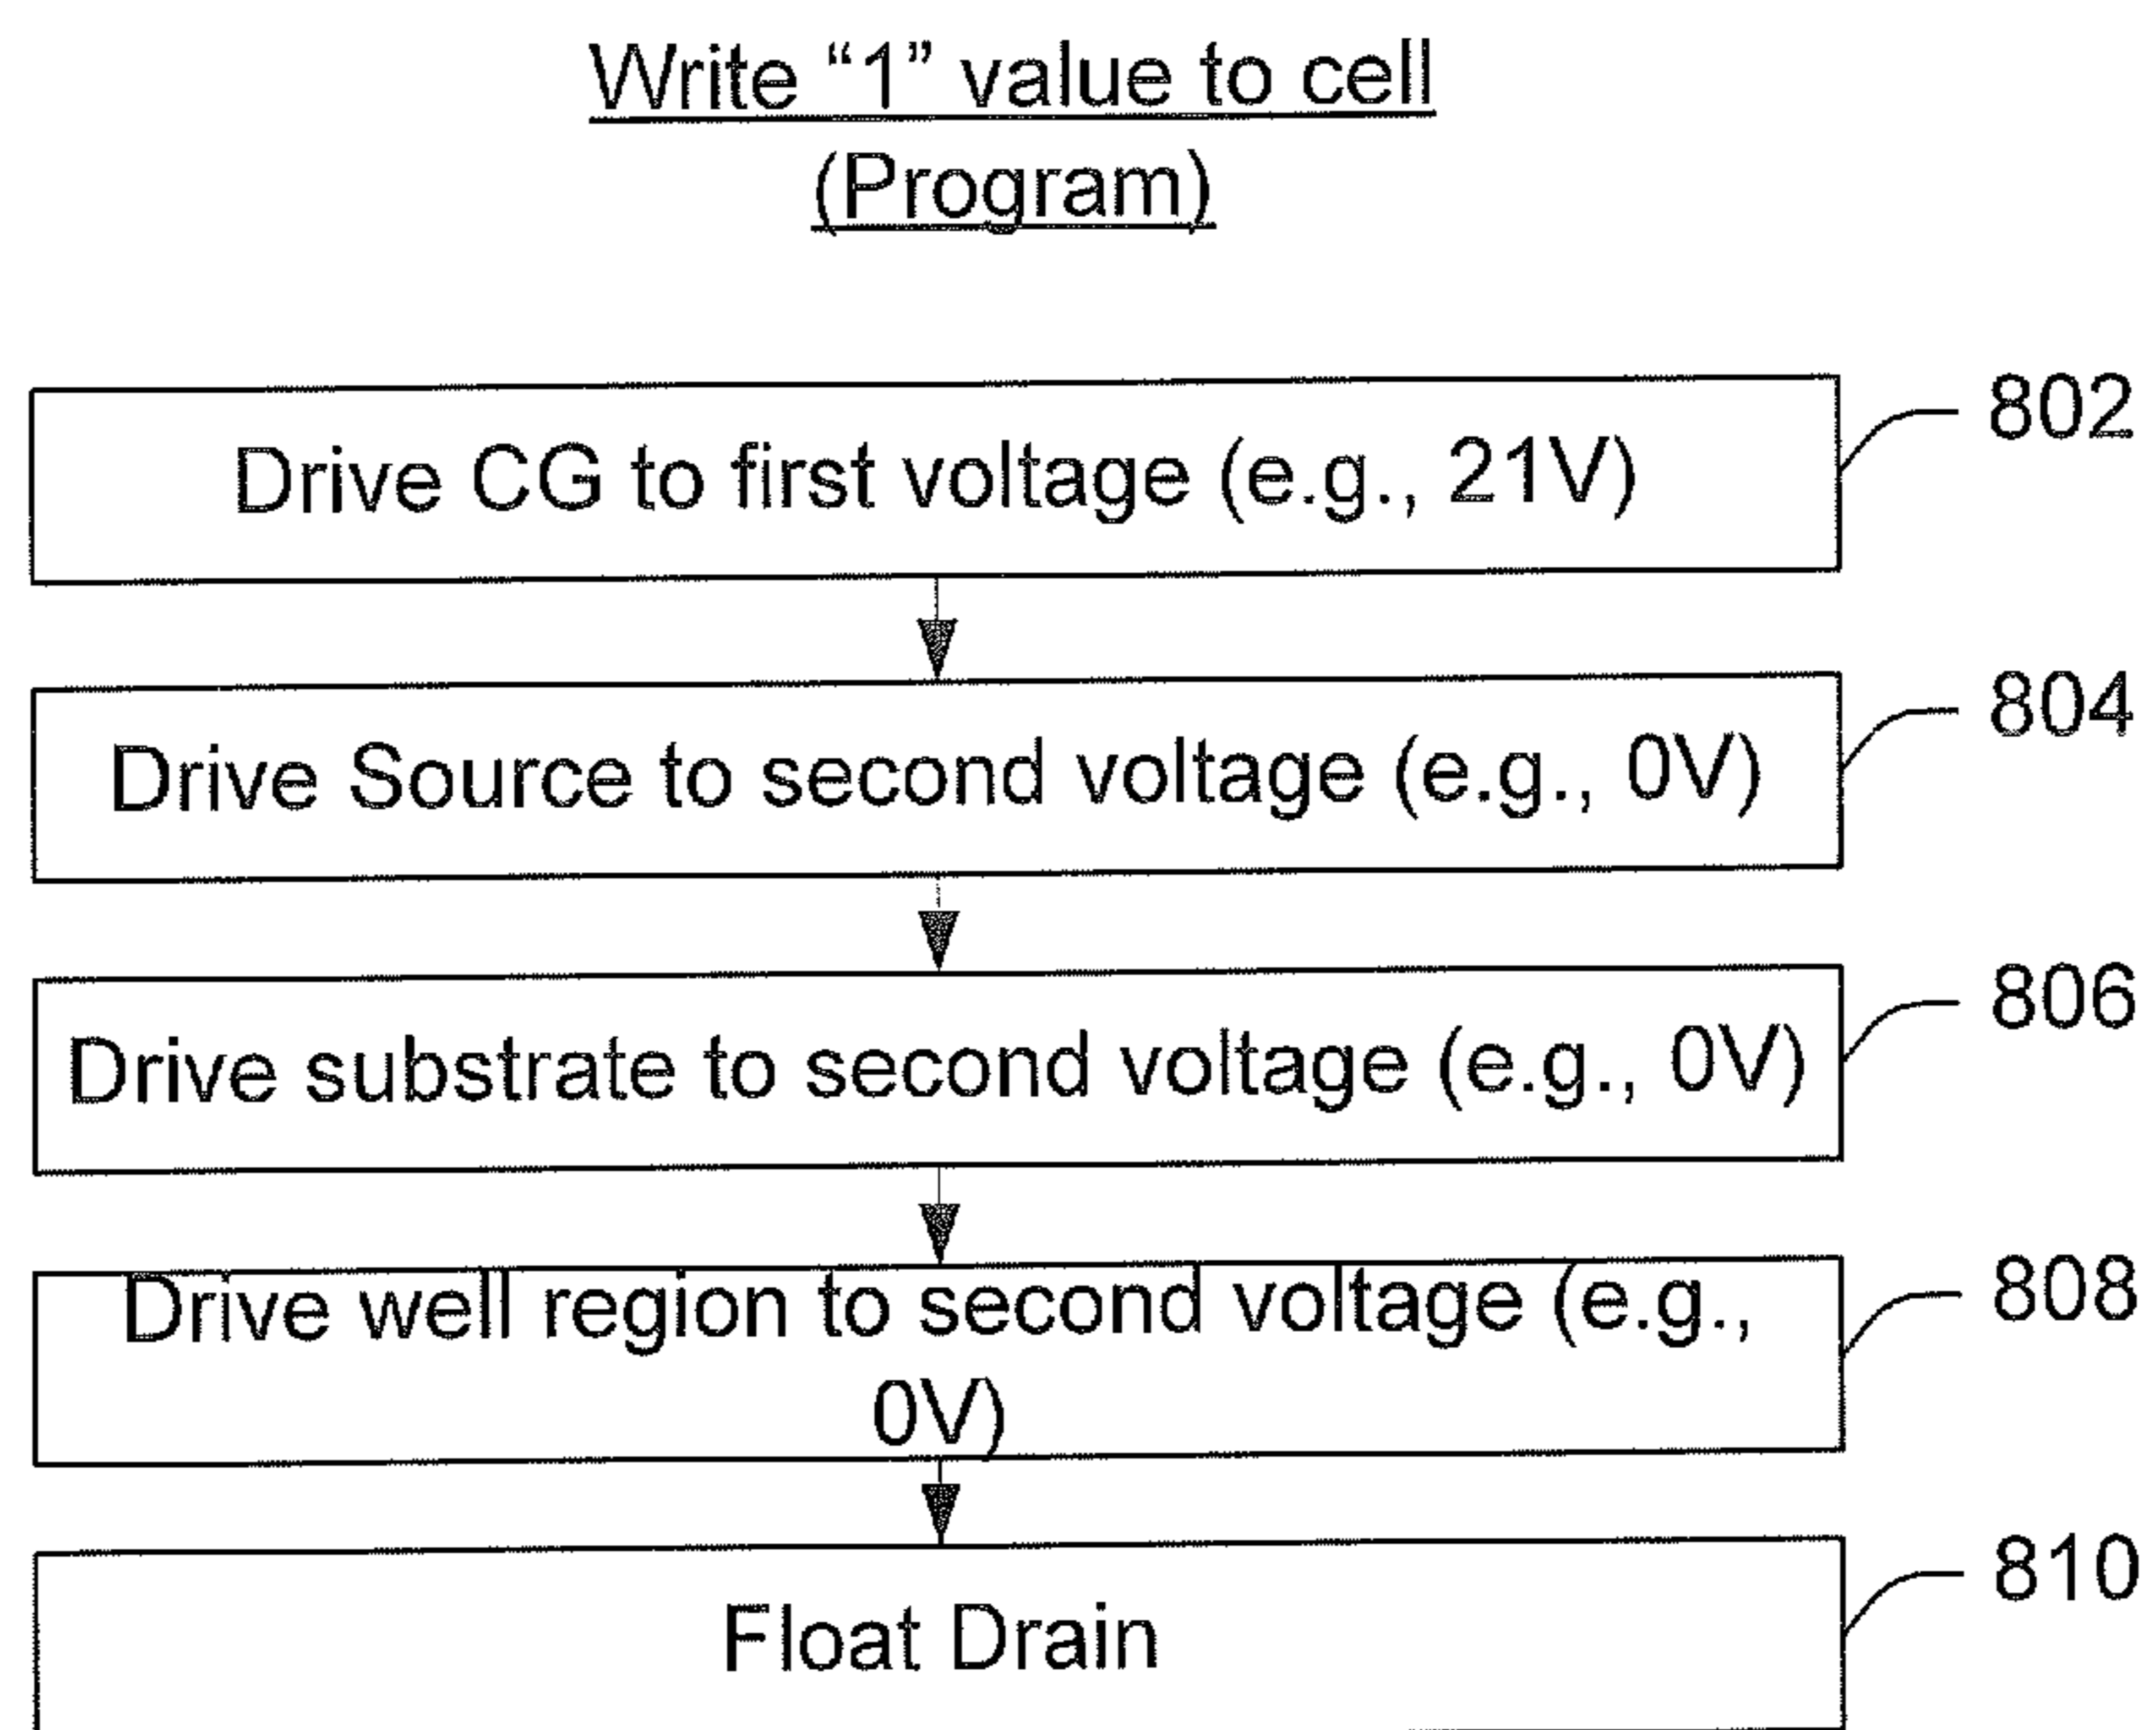 Write “1” value to cell
(Program)
Drive CG to first voltage (e.g., 21V)
802
Drive Source to second voltage (e.g., 0V)
804
Drive substrate to second voltage (e.g., 0V)
806
Drive well region to second voltage (e.g.,
0V)
808
Float Drain
810